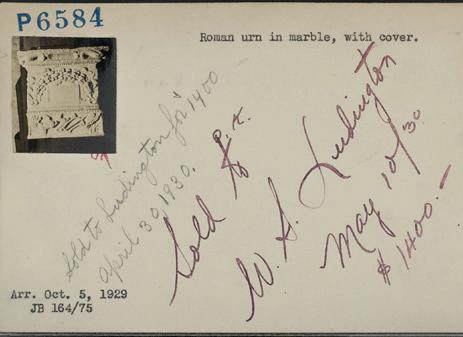 P6584
Roman urn in marble, with cover.
Sold to Ludington for 1400
April 30, 1930.
Sold to
W. S. Ludington
May 10/30
$1400.—
Arr. Oct. 5, 1929
JB 164/75